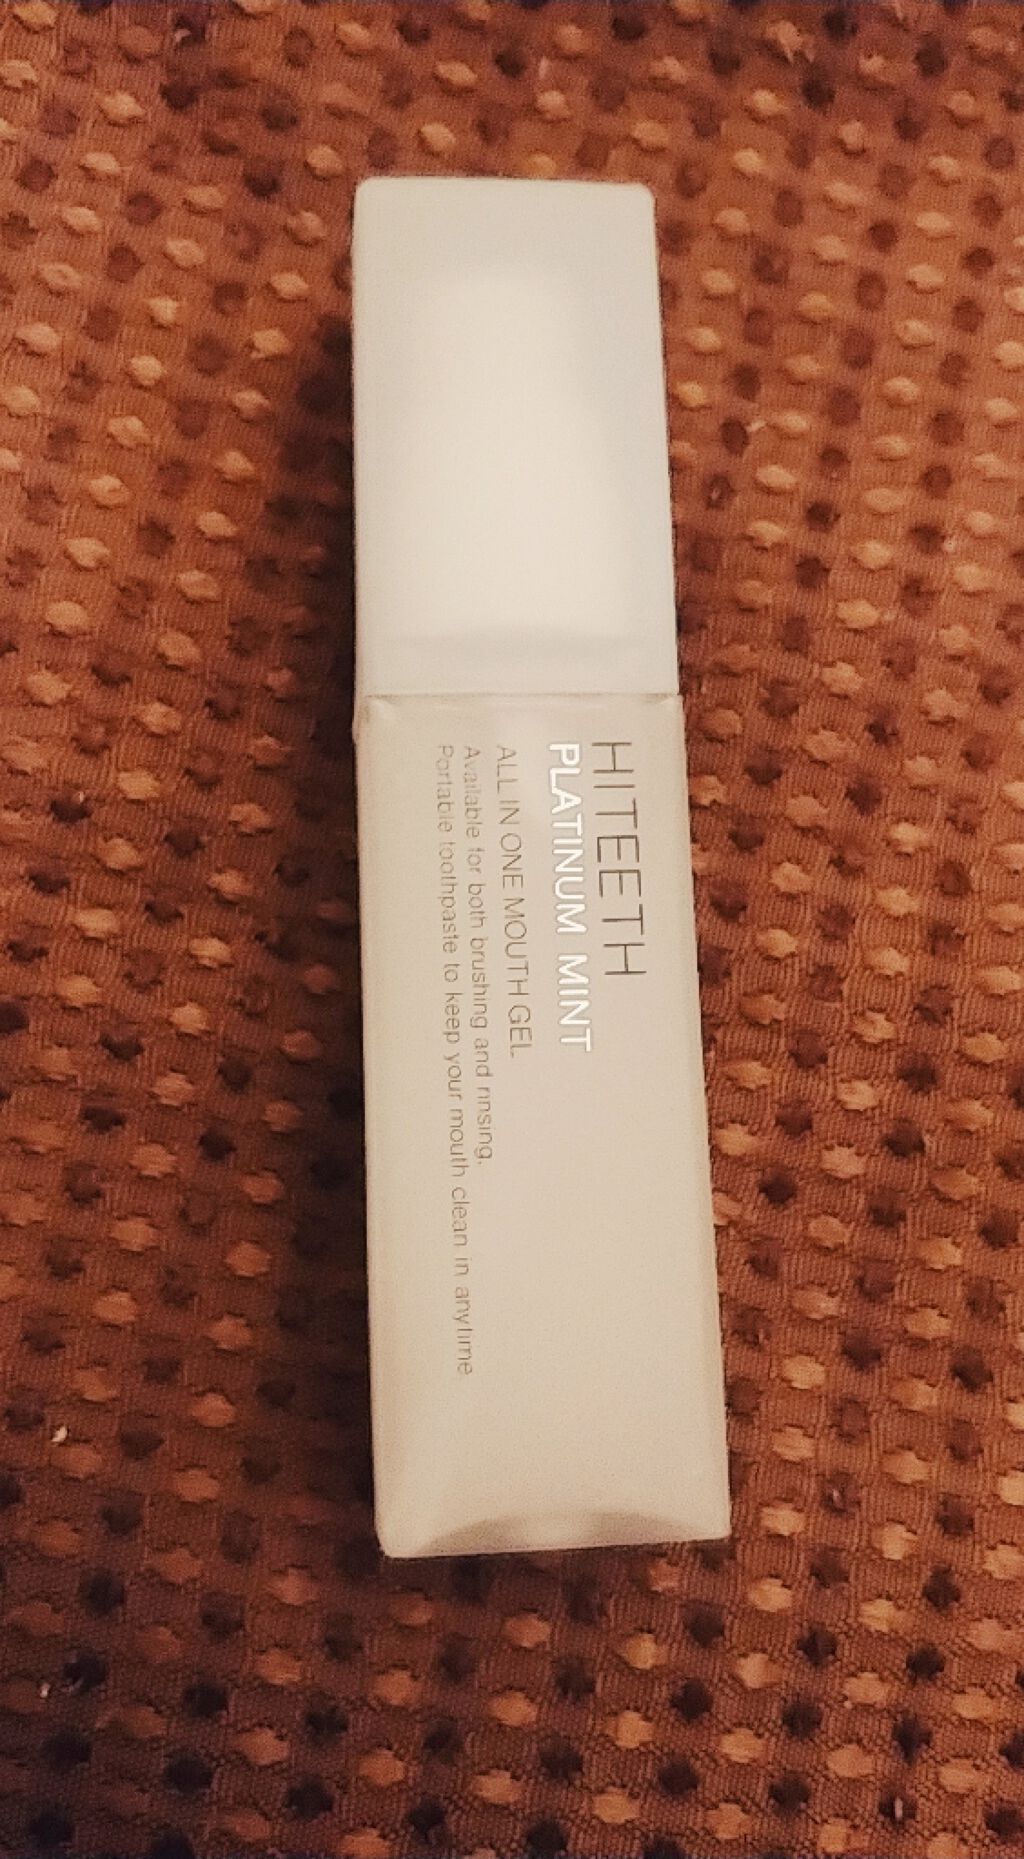 HITEETH
PLATINUM MINT
ALL IN ONE MOUTH GEL
Available for both brushing and rinsing.
Portable toothpaste to keep your mouth clean in anytime